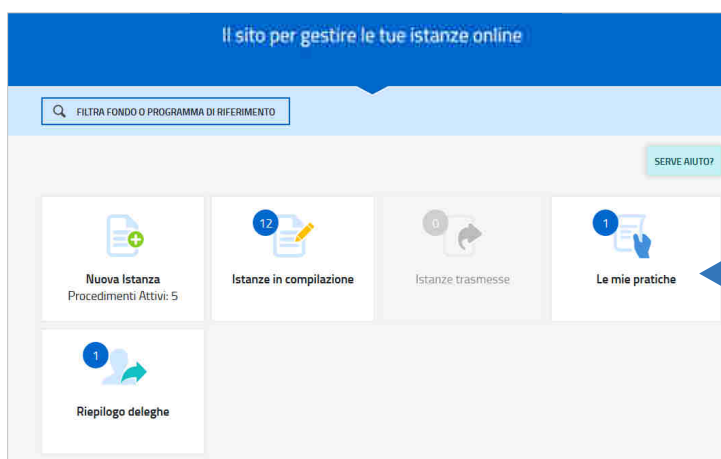 Il sito per gestire le tue istanze online
FILTRA FONDO O PROGRAMMA DI RIFERIMENTO
SERVE AIUTO?
12
0
1
Nuova Istanza
Procedimenti Attivi: 5
Istanze in compilazione
Istanze trasmesse
Le mie pratiche
1
Riepilogo deleghe